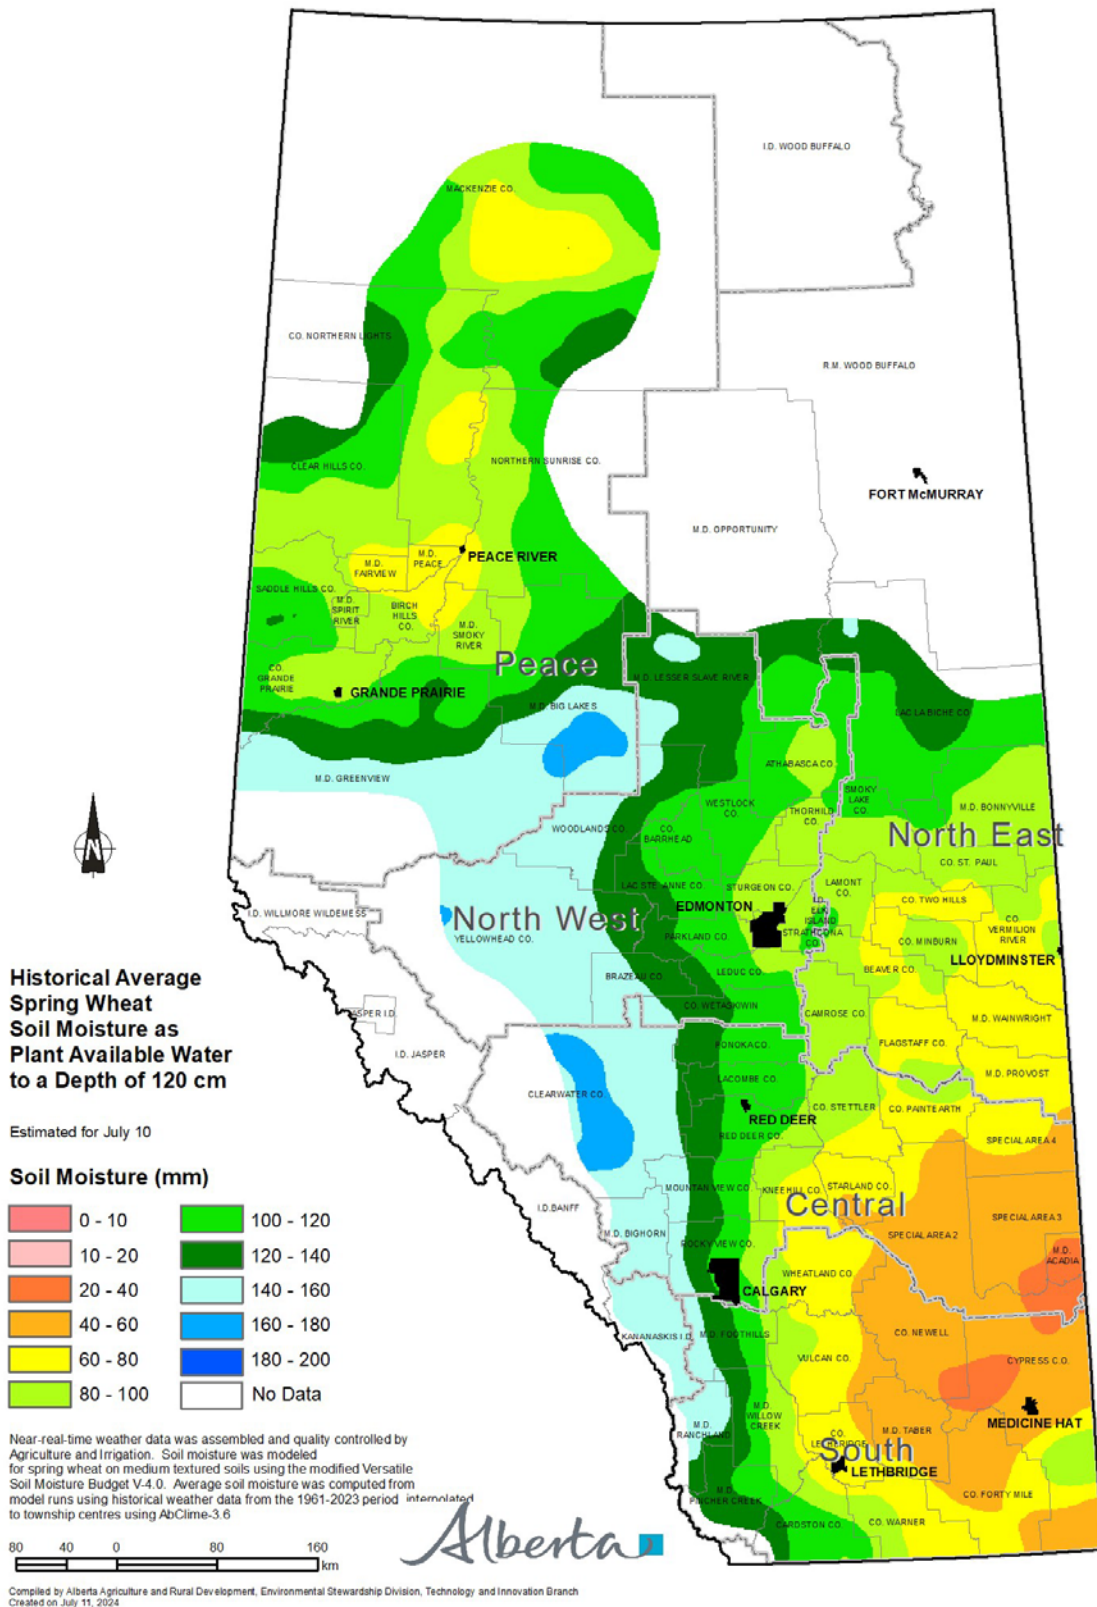 I.D. WOOD BUFFALO
MACKENZIE CO.
CO. NORTHERN LIGHTS
R.M. WOOD BUFFALO
CLEAR HILLS CO.
NORTHERN SUNRISE CO.
FORT McMURRAY
M.D. OPPORTUNITY
M.D.
PEACE
PEACE RIVER
M.D.
FAIRVIEW
SADDLE HILLS CO.
M.D.
SPIRIT
RIVER
BIRCH
HILLS
CO.
M.D.
SMOKY
RIVER
Peace
CO.
GRANDE
PRAIRIE
GRANDE PRAIRIE
M.D. LESSER SLAVE RIVER
M.D. BIG LAKES
LAC LA BICHE CO.
M.D. GREENVIEW
ATHABASCA CO.
SMOKY
LAKE
CO.
M.D. BONNYVILLE
WESTLOCK
CO.
THORHILD
CO.
WOODLANDS CO.
CO.
BARRHEAD
North East
CO. ST. PAUL
LAC STE. ANNE CO.
STURGEON CO.
LAMONT
CO.
CO. TWO HILLS
I.D.
ELK
ISLAND
EDMONTON
North West
I.D. WILLMORE WILDERNESS
YELLOWHEAD CO.
PARKLAND CO.
STRATHCONA
CO.
CO. MINBURN
CO.
VERMILION
RIVER
LLOYDMINSTER
BRAZEAU CO.
LEDUC CO.
BEAVER CO.
CO. WETASKIWIN
CAMROSE CO.
M.D. WAINWRIGHT
JASPER I.D.
I.D. JASPER
PONOKA CO.
FLAGSTAFF CO.
M.D. PROVOST
LACOMBE CO.
CLEARWATER CO.
CO. STETTLER
CO. PAINTEARTH
RED DEER
RED DEER CO.
SPECIAL AREA 4
MOUNTAN VIEW CO.
KNEEHILL CO.
STARLAND CO.
Central
I.D. BANFF
M.D. BIGHORN
ROCKY VIEW CO.
SPECIAL AREA 2
SPECIAL AREA 3
M.D.
ACADIA
WHEATLAND CO.
CALGARY
KANANASKIS I.D.
M.D. FOOTHILLS
CO. NEWELL
VULCAN CO.
CYPRESS CO.
M.D.
WILLOW
CREEK
MEDICINE HAT
M.D.
RANCHLAND
CO.
LETHBRIDGE
M.D. TABER
South
LETHBRIDGE
M.D.
PINCHER CREEK
CO. FORTY MILE
CARDSTON CO.
CO. WARNER
N
Historical Average
Spring Wheat
Soil Moisture as
Plant Available Water
to a Depth of 120 cm
Estimated for July 10
Soil Moisture (mm)
0 - 10
10 - 20
20 - 40
40 - 60
60 - 80
80 - 100
100 - 120
120 - 140
140 - 160
160 - 180
180 - 200
No Data
Near-real-time weather data was assembled and quality controlled by
Agriculture and Irrigation. Soil moisture was modeled
for spring wheat on medium textured soils using the modified Versatile
Soil Moisture Budget V-4.0. Average soil moisture was computed from
model runs using historical weather data from the 1961-2023 period interpolated
to township centres using AbClime-3.6
80 40 0 80 160
km
Alberta
Compiled by Alberta Agriculture and Rural Development, Environmental Stewardship Division, Technology and Innovation Branch
Created on July 11, 2024